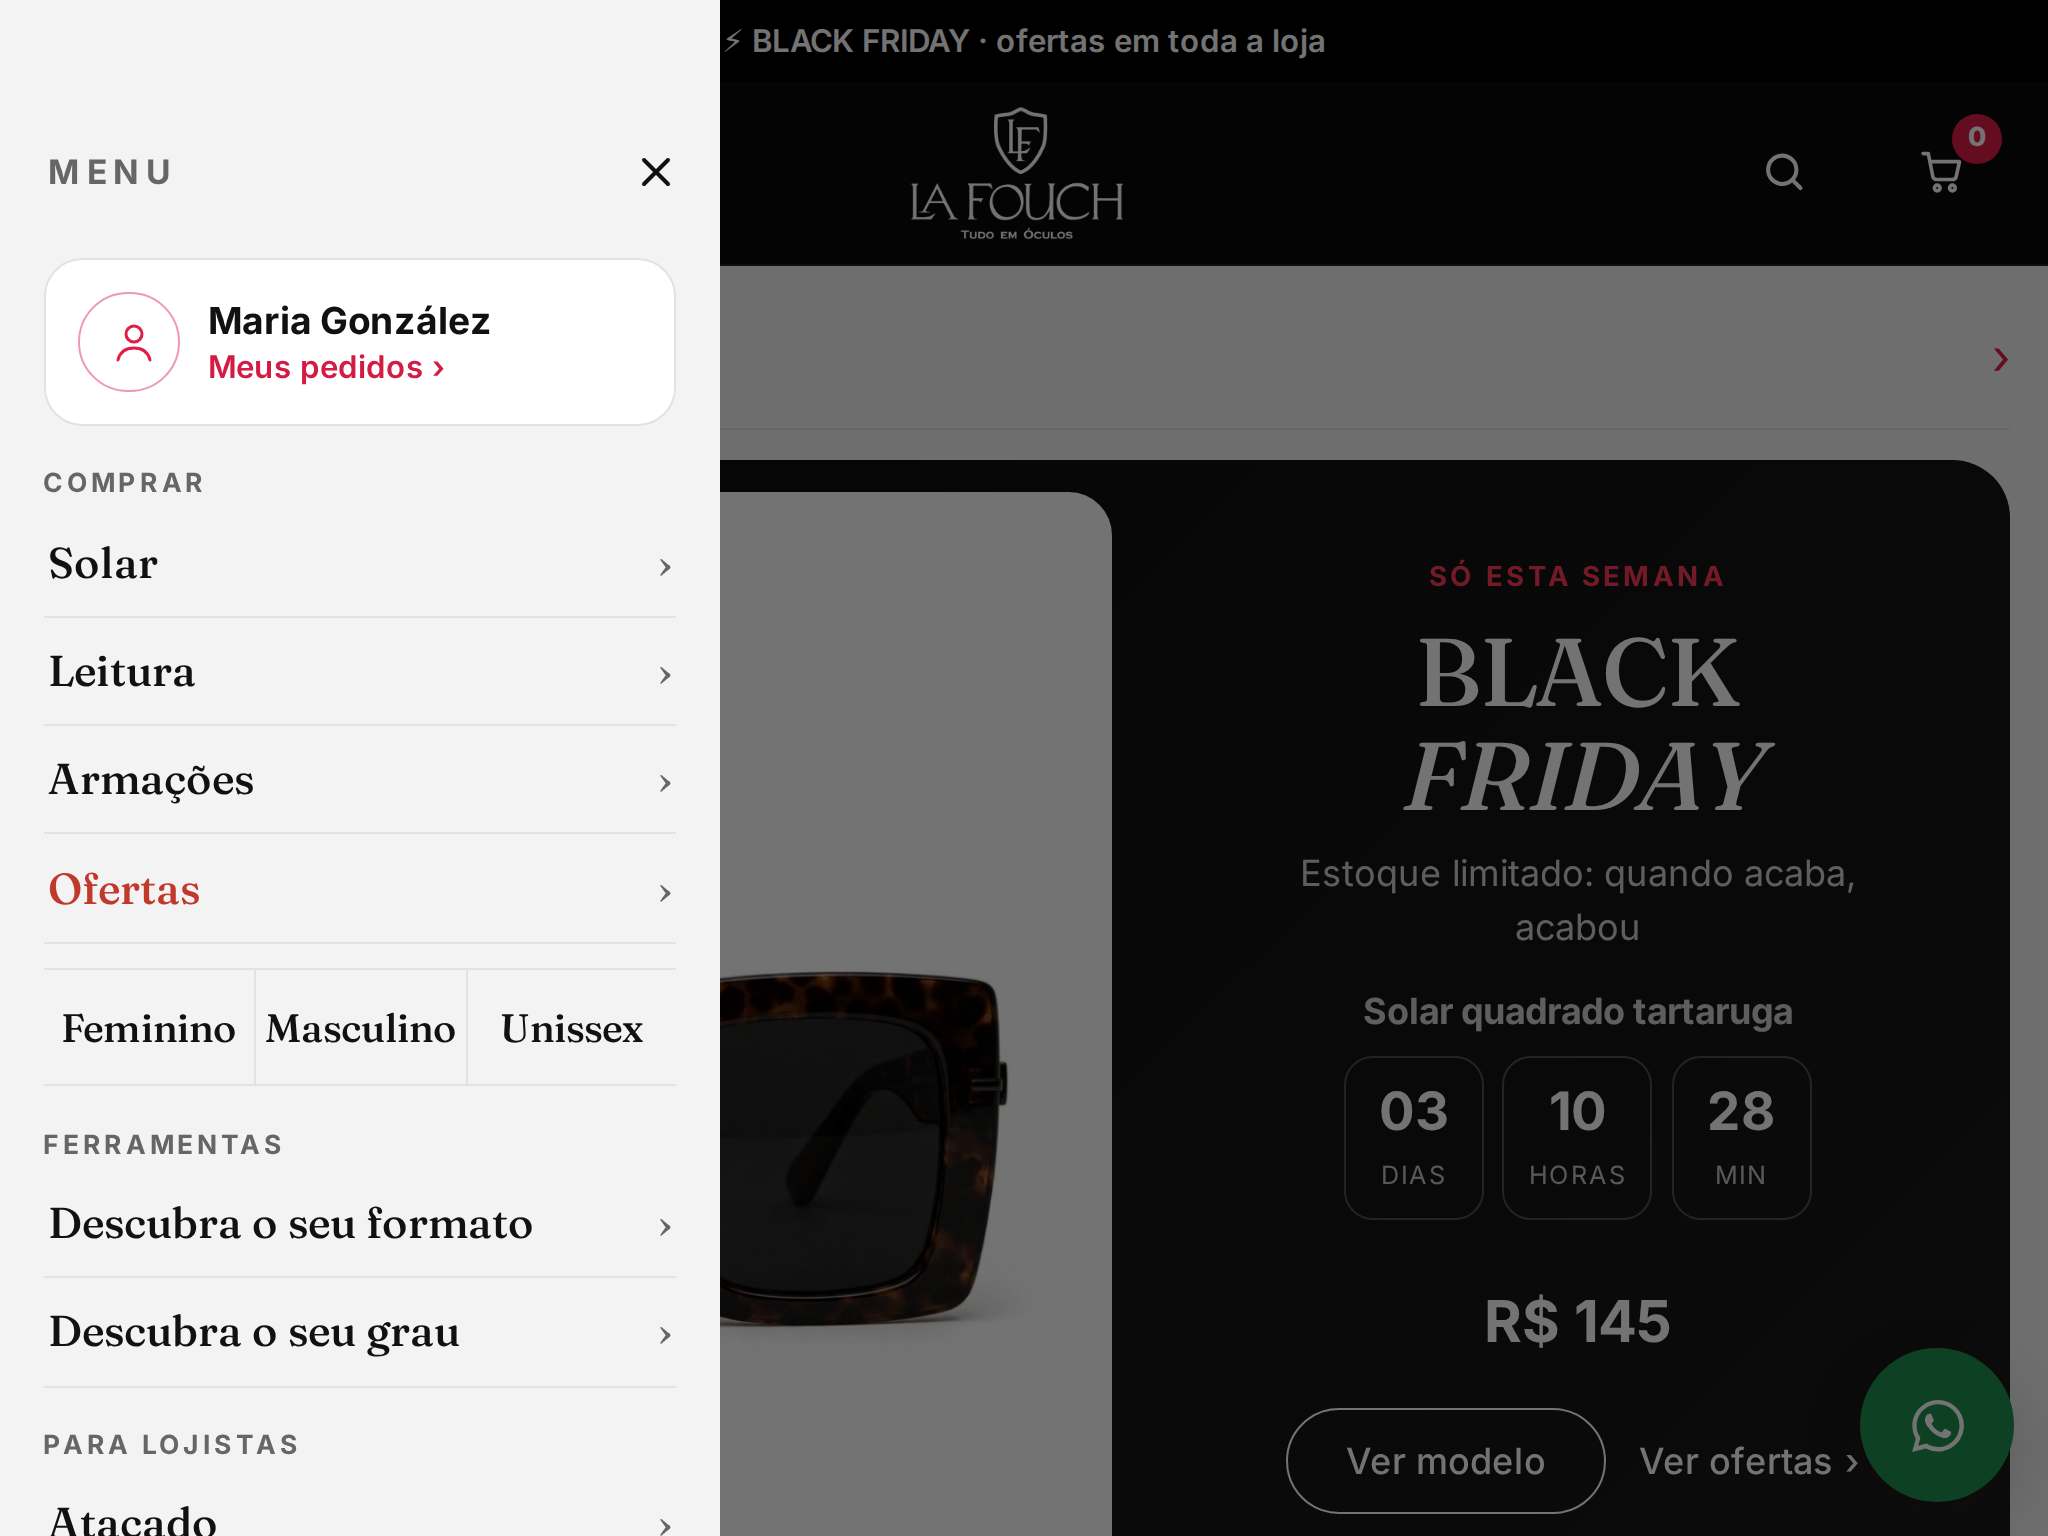 MENU
Maria González
Meus pedidos ›
COMPRAR
Solar ›
Leitura ›
Armações ›
Ofertas ›
Feminino Masculino Unissex
FERRAMENTAS
Descubra o seu formato ›
Descubra o seu grau ›
PARA LOJISTAS
Atacado ›
⚡ BLACK FRIDAY · ofertas em toda a loja
LF
LA FOUCH
TUDO EM ÓCULOS
0
›
SÓ ESTA SEMANA
BLACK
FRIDAY
Estoque limitado: quando acaba,
acabou
Solar quadrado tartaruga
03 10 28
DIAS HORAS MIN
R$ 145
Ver modelo Ver ofertas ›